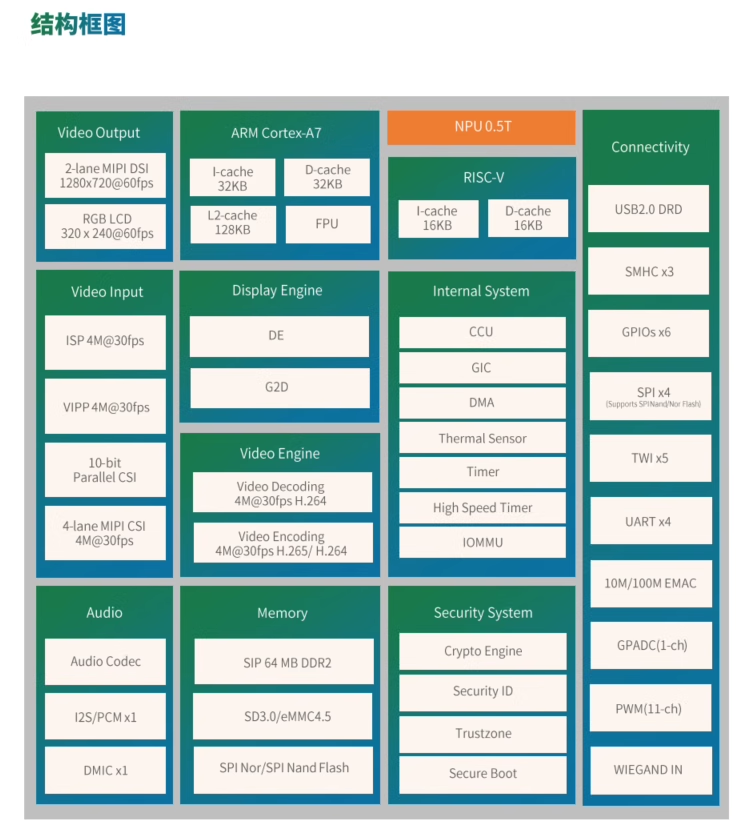 结构框图
Video Output
2-lane MIPI DSI
1280x720@60fps
RGB LCD
320 x 240@60fps
ARM Cortex-A7
I-cache
32KB
D-cache
32KB
L2-cache
128KB
FPU
NPU 0.5T
RISC-V
I-cache
16KB
D-cache
16KB
Connectivity
USB2.0 DRD
SMHC x3
GPIOs x6
SPI x4
(Supports SPINand/Nor Flash)
TWI x5
UART x4
10M/100M EMAC
GPADC(1-ch)
PWM(11-ch)
WIEGAND IN
Video Input
ISP 4M@30fps
VIPP 4M@30fps
10-bit
Parallel CSI
4-lane MIPI CSI
4M@30fps
Display Engine
DE
G2D
Video Engine
Video Decoding
4M@30fps H.264
Video Encoding
4M@30fps H.265/ H.264
Internal System
CCU
GIC
DMA
Thermal Sensor
Timer
High Speed Timer
IOMMU
Audio
Audio Codec
I2S/PCM x1
DMIC x1
Memory
SIP 64 MB DDR2
SD3.0/eMMC4.5
SPI Nor/SPI Nand Flash
Security System
Crypto Engine
Security ID
Trustzone
Secure Boot